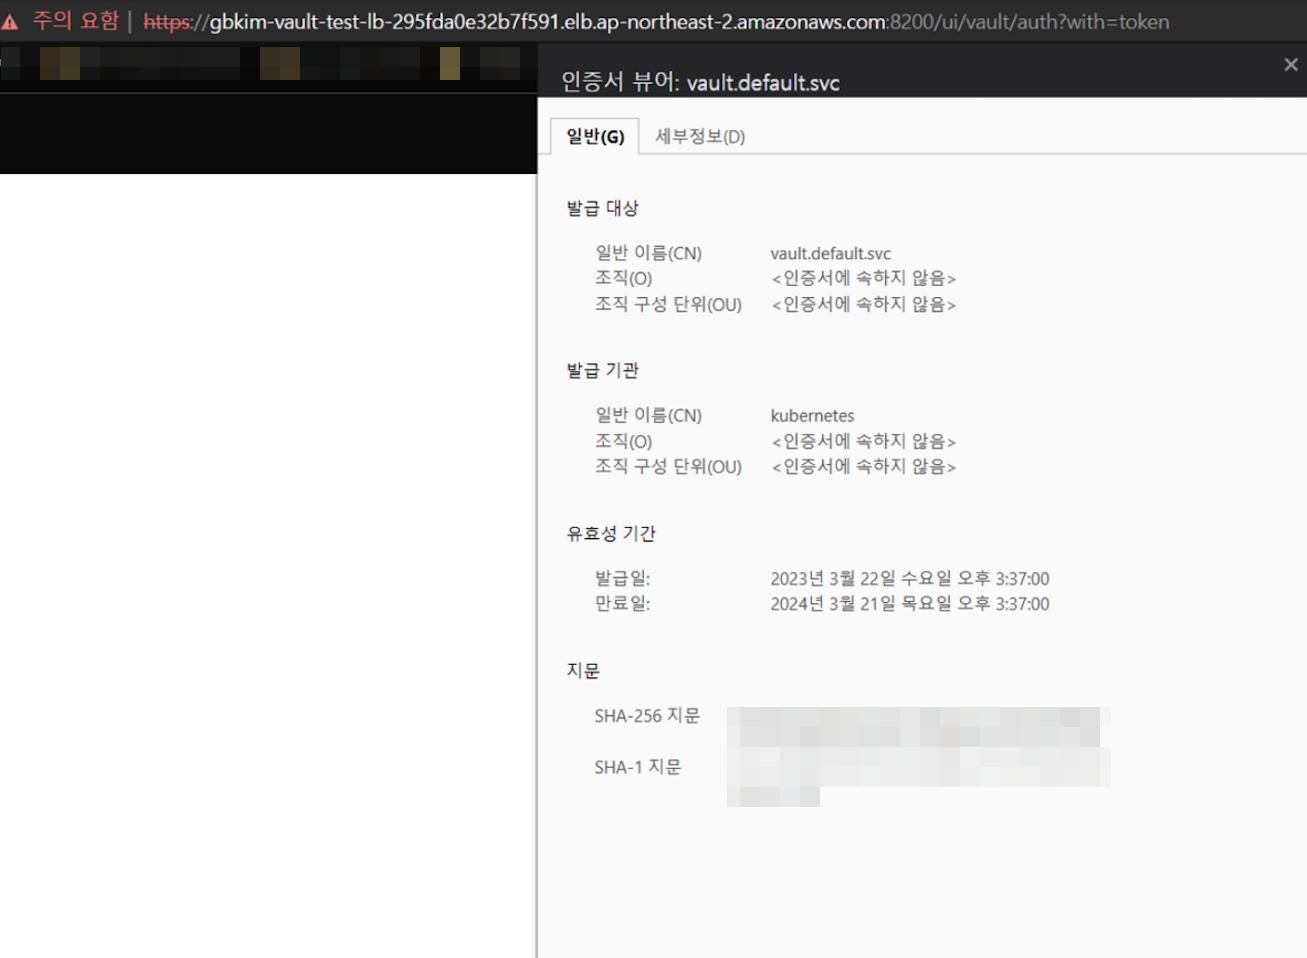 주의 요함 | https://gbkim-vault-test-lb-295fda0e32b7f591.elb.ap-northeast-2.amazonaws.com:8200/ui/vault/auth?with=token
인증서 뷰어: vault.default.svc
일반(G) 세부정보(D)
발급 대상
일반 이름(CN) vault.default.svc
조직(O) <인증서에 속하지 않음>
조직 구성 단위(OU) <인증서에 속하지 않음>
발급 기관
일반 이름(CN) kubernetes
조직(O) <인증서에 속하지 않음>
조직 구성 단위(OU) <인증서에 속하지 않음>
유효성 기간
발급일: 2023년 3월 22일 수요일 오후 3:37:00
만료일: 2024년 3월 21일 목요일 오후 3:37:00
지문
SHA-256 지문
SHA-1 지문